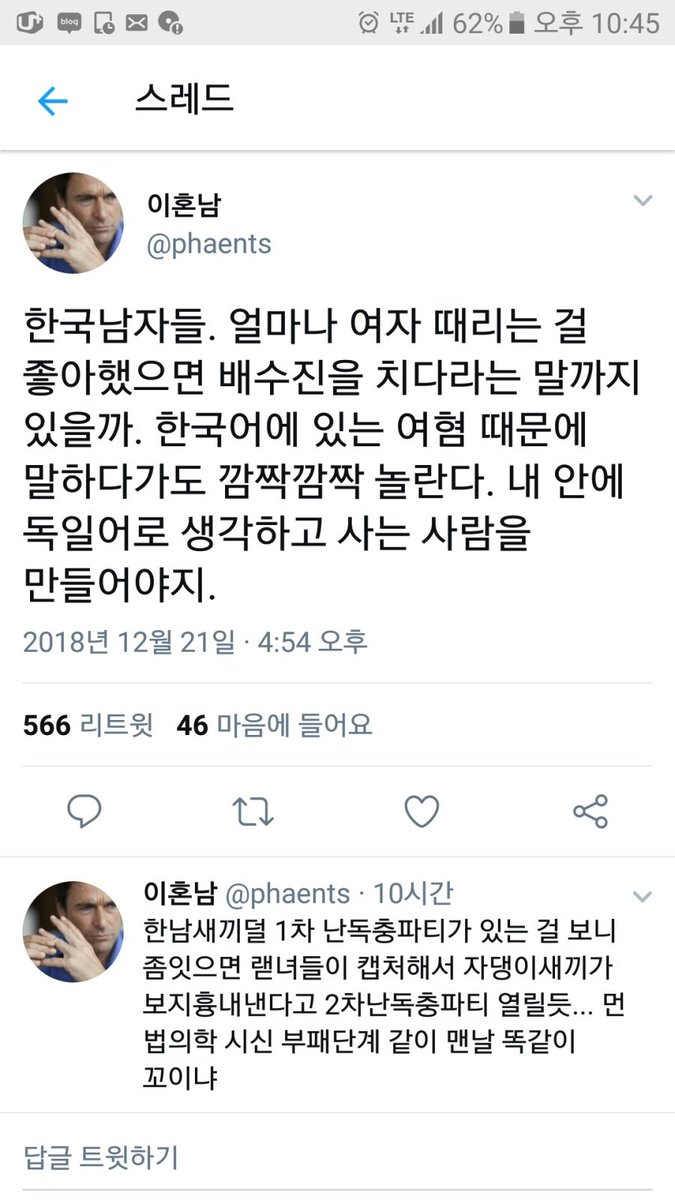 blog
LTE 62% 오후 10:45
스레드
이혼남
@phaents
한국남자들. 얼마나 여자 때리는 걸
좋아했으면 배수진을 치다라는 말까지
있을까. 한국어에 있는 여혐 때문에
말하다가도 깜짝깜짝 놀란다. 내 안에
독일어로 생각하고 사는 사람을
만들어야지.
2018년 12월 21일 · 4:54 오후
566 리트윗 46 마음에 들어요
이혼남 @phaents · 10시간
한남새끼덜 1차 난독충파티가 있는 걸 보니
좀잇으면 랟녀들이 캡처해서 자댕이새끼가
보지흉내낸다고 2차난독충파티 열릴듯... 먼
법의학 시신 부패단계 같이 맨날 똑같이
꼬이냐
답글 트윗하기